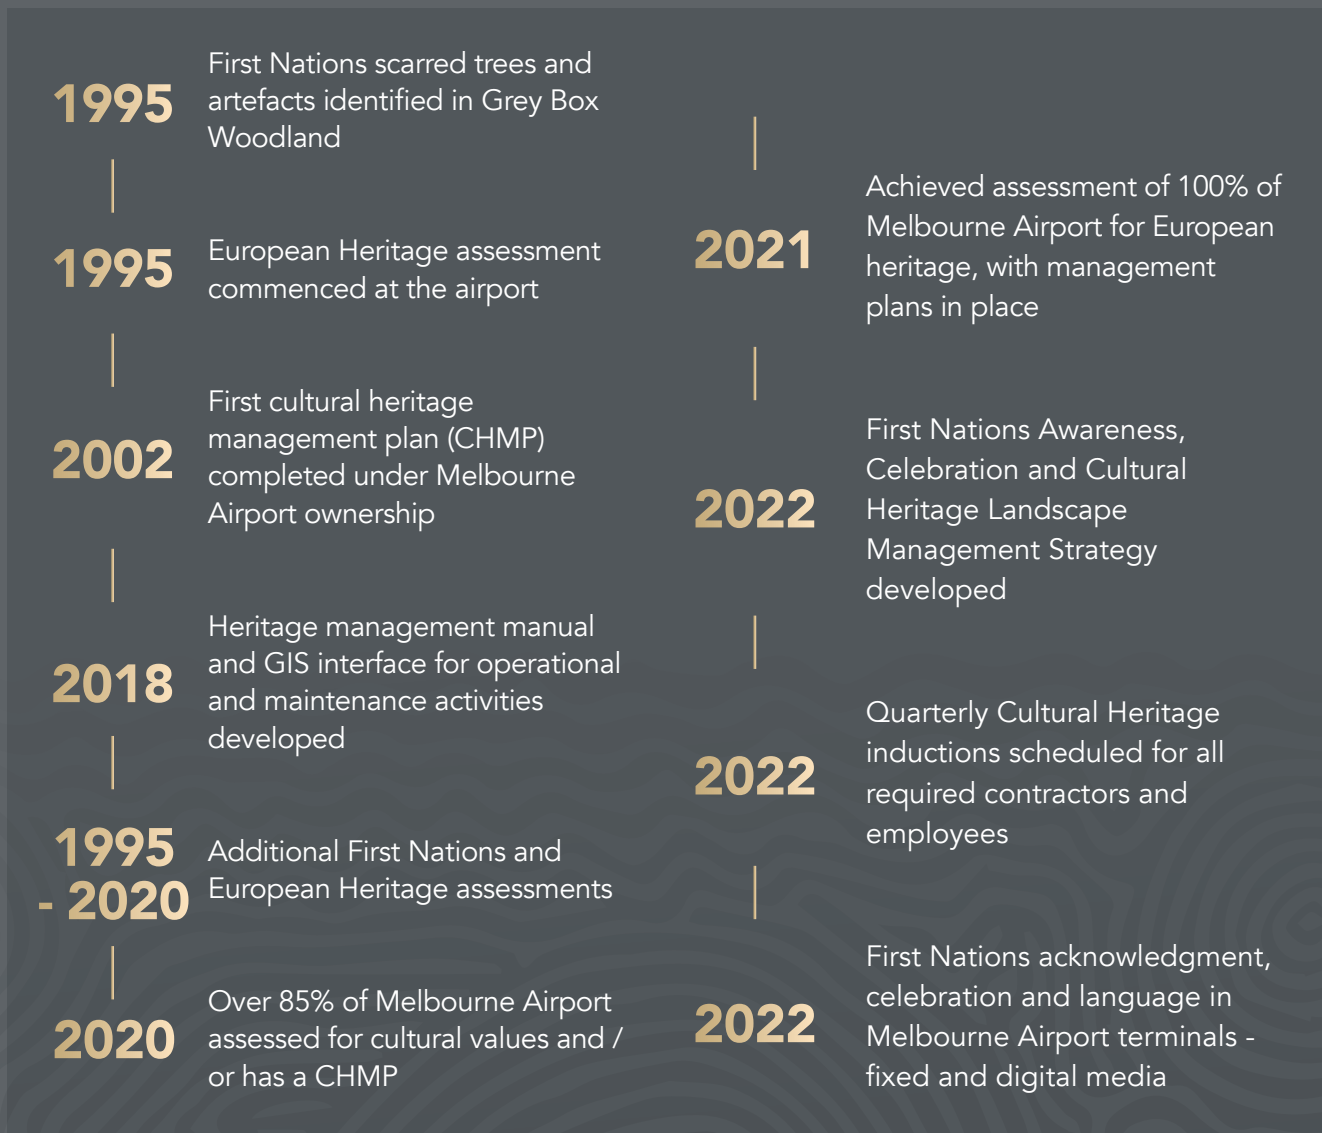 1995
First Nations scarred trees and
artefacts identified in Grey Box
Woodland
1995
European Heritage assessment
commenced at the airport
2002
First cultural heritage
management plan (CHMP)
completed under Melbourne
Airport ownership
2018
Heritage management manual
and GIS interface for operational
and maintenance activities
developed
1995
- 2020
Additional First Nations and
European Heritage assessments
2020
Over 85% of Melbourne Airport
assessed for cultural values and /
or has a CHMP
2021
Achieved assessment of 100% of
Melbourne Airport for European
heritage, with management
plans in place
2022
First Nations Awareness,
Celebration and Cultural
Heritage Landscape
Management Strategy
developed
2022
Quarterly Cultural Heritage
inductions scheduled for all
required contractors and
employees
2022
First Nations acknowledgment,
celebration and language in
Melbourne Airport terminals -
fixed and digital media